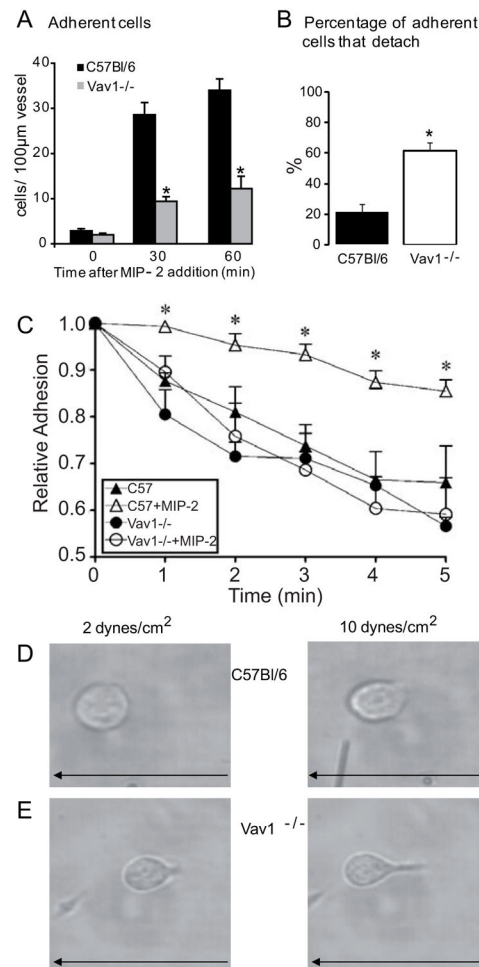 A Adherent cells
C57Bl/6
Vav1-/-
cells/ 100µm vessel
40
30
20
10
0
*
*
0 30 60
Time after MIP-2 addition (min)
B Percentage of adherent
cells that detach
%
100
80
60
40
20
0
*
C57Bl/6 Vav1-/-
C
Relative Adhesion
1.0
0.9
0.8
0.7
0.6
0.5
* * * * *
C57
C57+MIP-2
Vav1-/-
Vav1-/-+MIP-2
0 1 2 3 4 5
Time (min)
2 dynes/cm2 10 dynes/cm2
D C57Bl/6
E Vav1 -/-